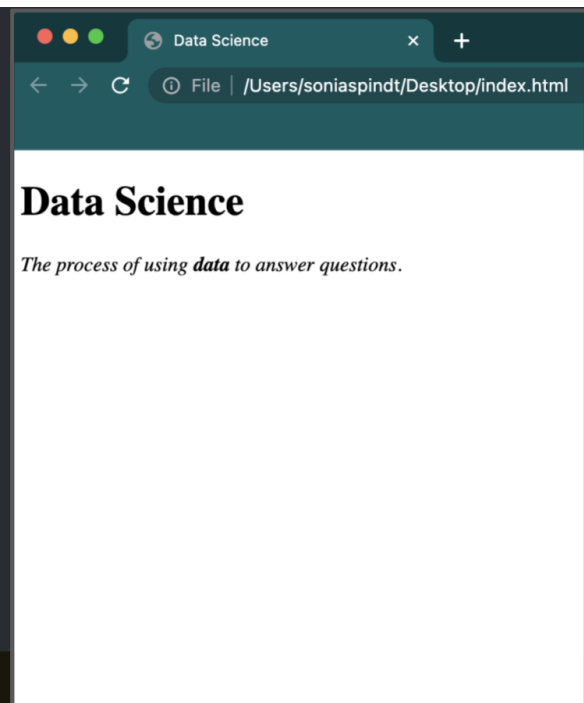 Data Science
File | /Users/soniaspindt/Desktop/index.html
Data Science
The process of using data to answer questions.